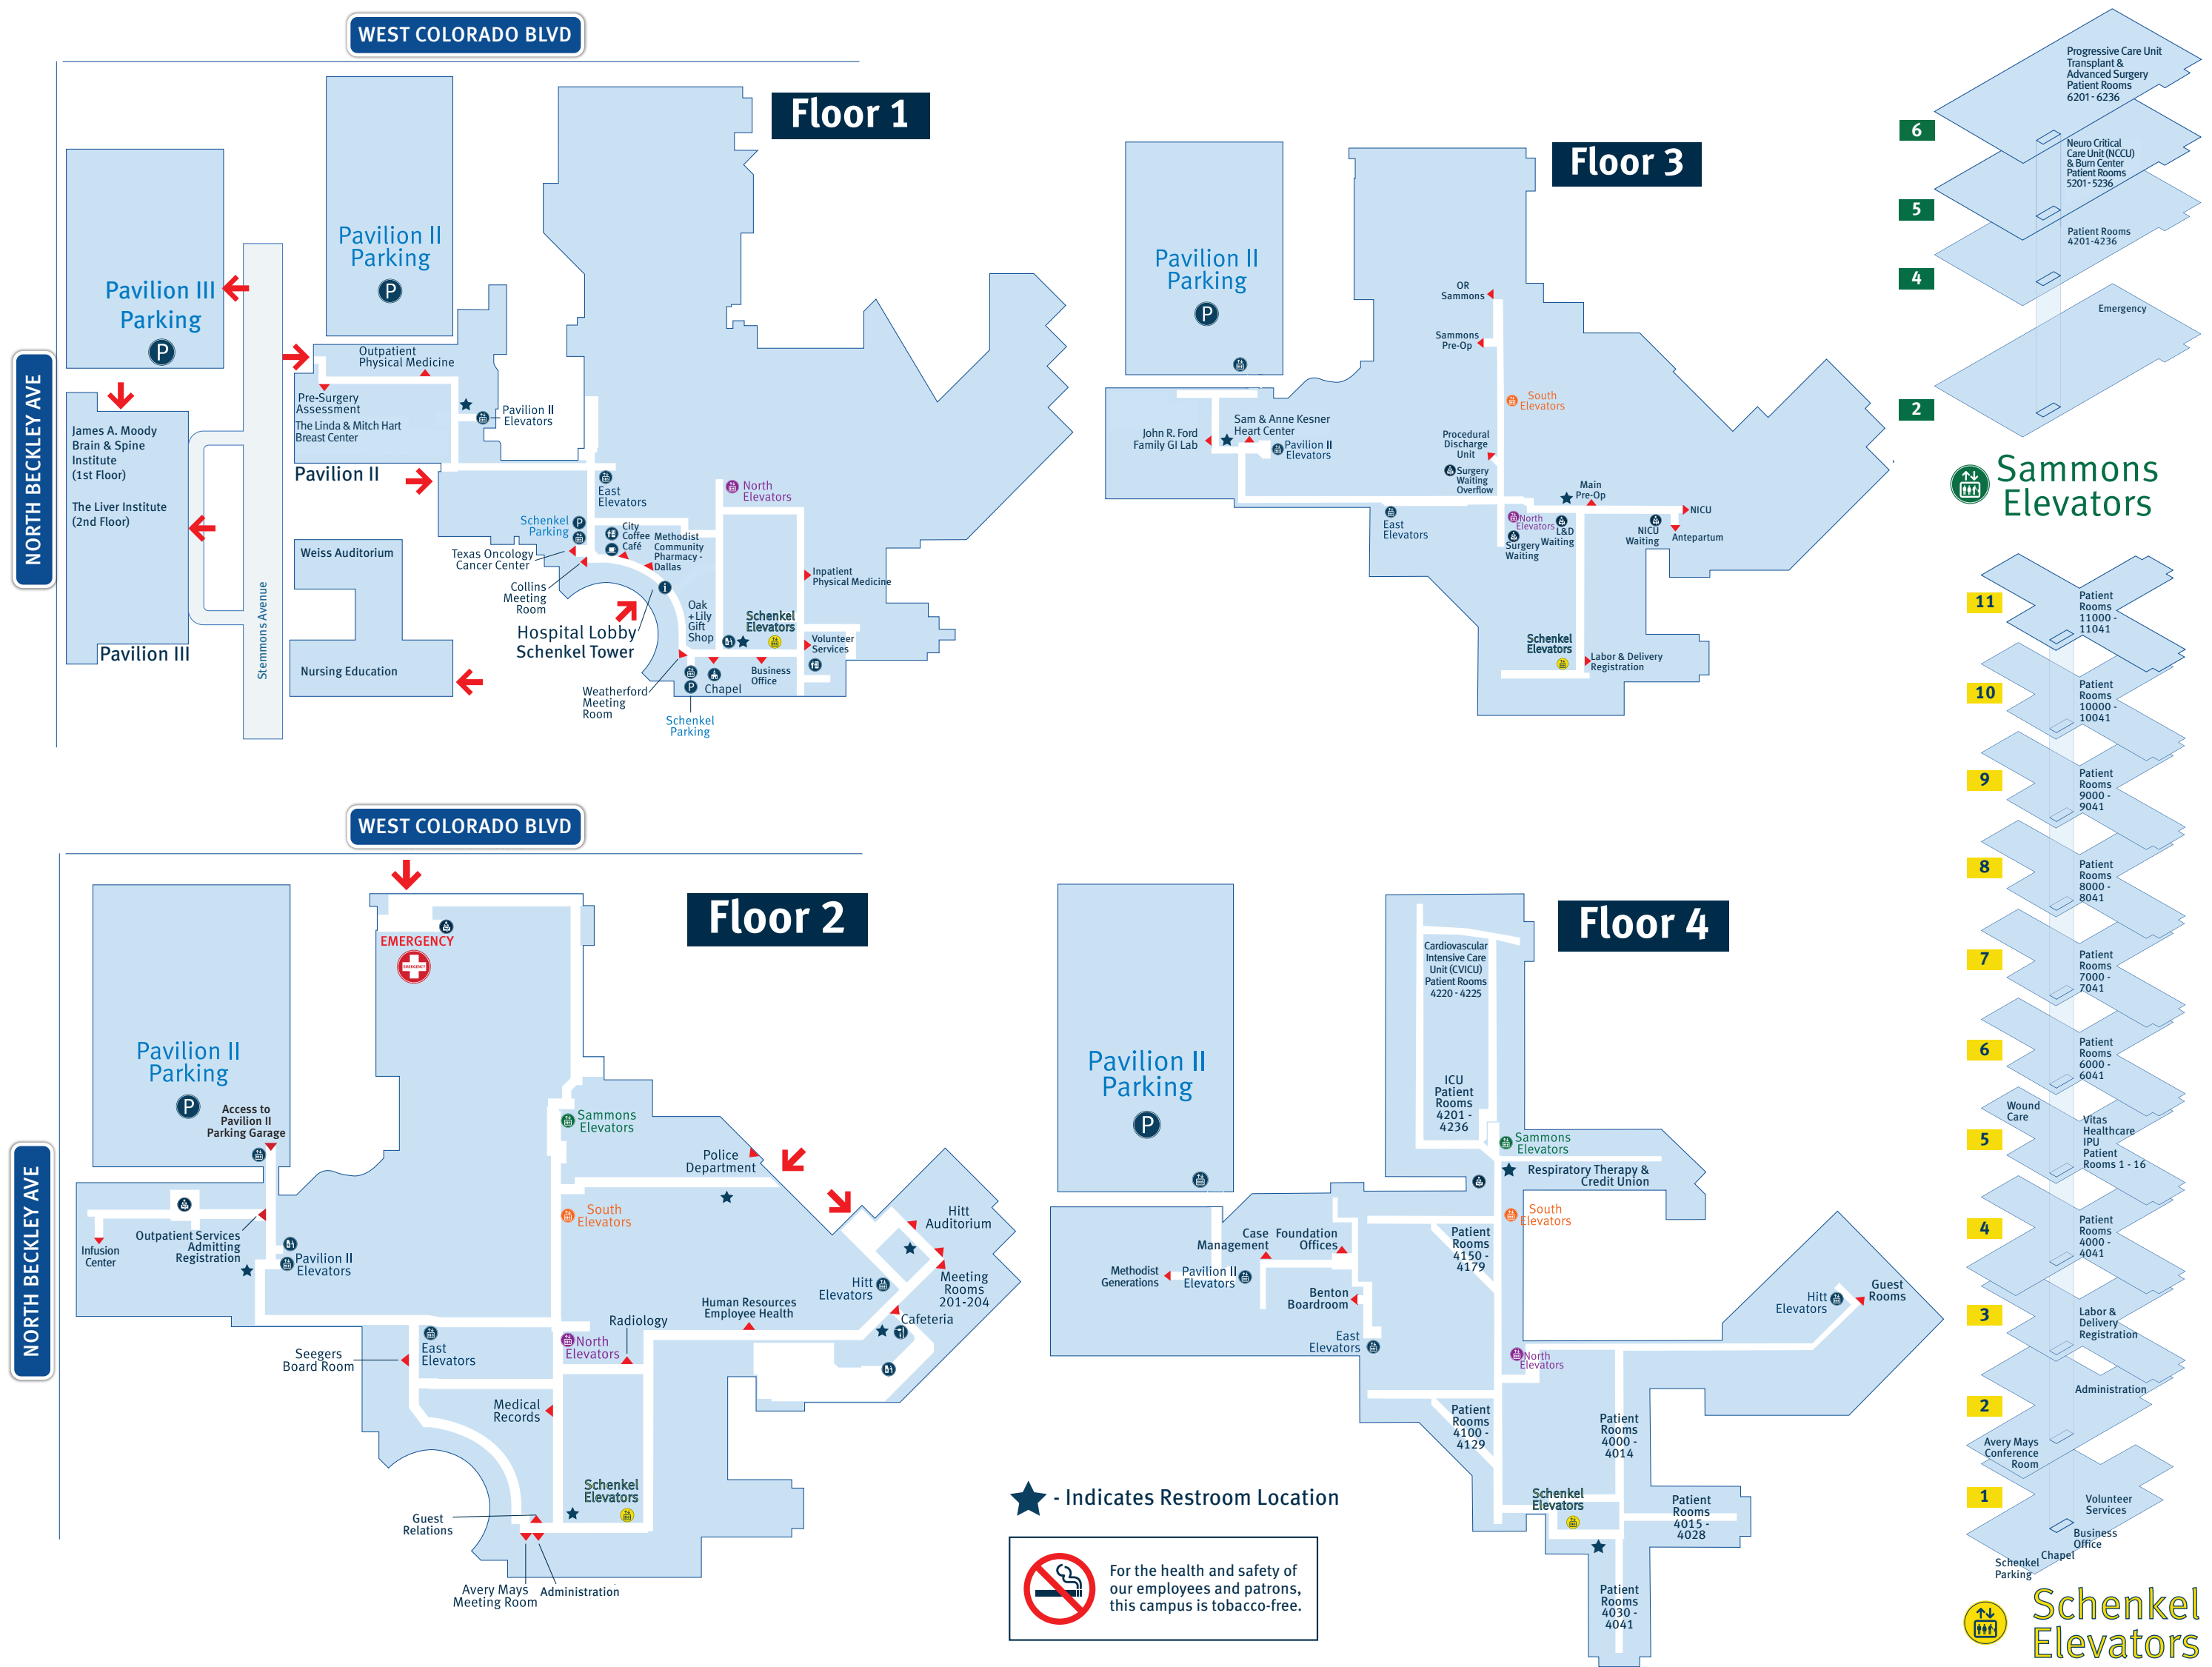 WEST COLORADO BLVD
NORTH BECKLEY AVE
Floor 1
Pavilion III
Parking
P
Pavilion II
Parking
P
Outpatient
Physical Medicine
Pre-Surgery
Assessment
The Linda & Mitch Hart
Breast Center
Pavilion II
Elevators
Pavilion II
James A. Moody
Brain & Spine
Institute
(1st Floor)
The Liver Institute
(2nd Floor)
Pavilion III
Stemmons Avenue
Weiss Auditorium
Nursing Education
East
Elevators
North
Elevators
Schenkel
Parking
P
City
Coffee
Café
Methodist
Community
Pharmacy -
Dallas
Texas Oncology
Cancer Center
Collins
Meeting
Room
i
Hospital Lobby
Schenkel Tower
Oak
+Lily
Gift
Shop
Schenkel
Elevators
Inpatient
Physical Medicine
Volunteer
Services
Business
Office
Chapel
Weatherford
Meeting
Room
P
Schenkel
Parking
Floor 3
Pavilion II
Parking
P
OR
Sammons
Sammons
Pre-Op
South
Elevators
John R. Ford
Family GI Lab
Sam & Anne Kesner
Heart Center
Pavilion II
Elevators
Procedural
Discharge
Unit
Surgery
Waiting
Overflow
Main
Pre-Op
East
Elevators
North
Elevators
Surgery
Waiting
L&D
Waiting
NICU
Waiting
NICU
Antepartum
Schenkel
Elevators
Labor & Delivery
Registration
WEST COLORADO BLVD
NORTH BECKLEY AVE
Floor 2
EMERGENCY
EMERGENCY
Pavilion II
Parking
P
Access to
Pavilion II
Parking Garage
Sammons
Elevators
Police
Department
South
Elevators
Infusion
Center
Outpatient Services
Admitting
Registration
Pavilion II
Elevators
Hitt
Auditorium
Hitt
Elevators
Meeting
Rooms
201-204
Cafeteria
Human Resources
Employee Health
Radiology
North
Elevators
East
Elevators
Seegers
Board Room
Medical
Records
Schenkel
Elevators
Guest
Relations
Avery Mays
Meeting Room
Administration
Floor 4
Pavilion II
Parking
P
Cardiovascular
Intensive Care
Unit (CVICU)
Patient Rooms
4220 - 4225
ICU
Patient
Rooms
4201 -
4236
Sammons
Elevators
Respiratory Therapy &
Credit Union
South
Elevators
Patient
Rooms
4150 -
4179
Case
Management
Foundation
Offices
Methodist
Generations
Pavilion II
Elevators
Benton
Boardroom
East
Elevators
North
Elevators
Hitt
Elevators
Guest
Rooms
Patient
Rooms
4100 -
4129
Patient
Rooms
4000 -
4014
Schenkel
Elevators
Patient
Rooms
4015 -
4028
Patient
Rooms
4030 -
4041
- Indicates Restroom Location
For the health and safety of
our employees and patrons,
this campus is tobacco-free.
Progressive Care Unit
Transplant &
Advanced Surgery
Patient Rooms
6201 - 6236
6
Neuro Critical
Care Unit (NCCU)
& Burn Center
Patient Rooms
5201 - 5236
5
Patient Rooms
4201-4236
4
Emergency
2
Sammons
Elevators
11
Patient
Rooms
11000 -
11041
10
Patient
Rooms
10000 -
10041
9
Patient
Rooms
9000 -
9041
8
Patient
Rooms
8000 -
8041
7
Patient
Rooms
7000 -
7041
6
Patient
Rooms
6000 -
6041
Wound
Care
5
Vitas
Healthcare
IPU
Patient
Rooms 1 - 16
4
Patient
Rooms
4000 -
4041
3
Labor &
Delivery
Registration
2
Administration
Avery Mays
Conference
Room
1
Volunteer
Services
Business
Office
Chapel
Schenkel
Parking
Schenkel
Elevators